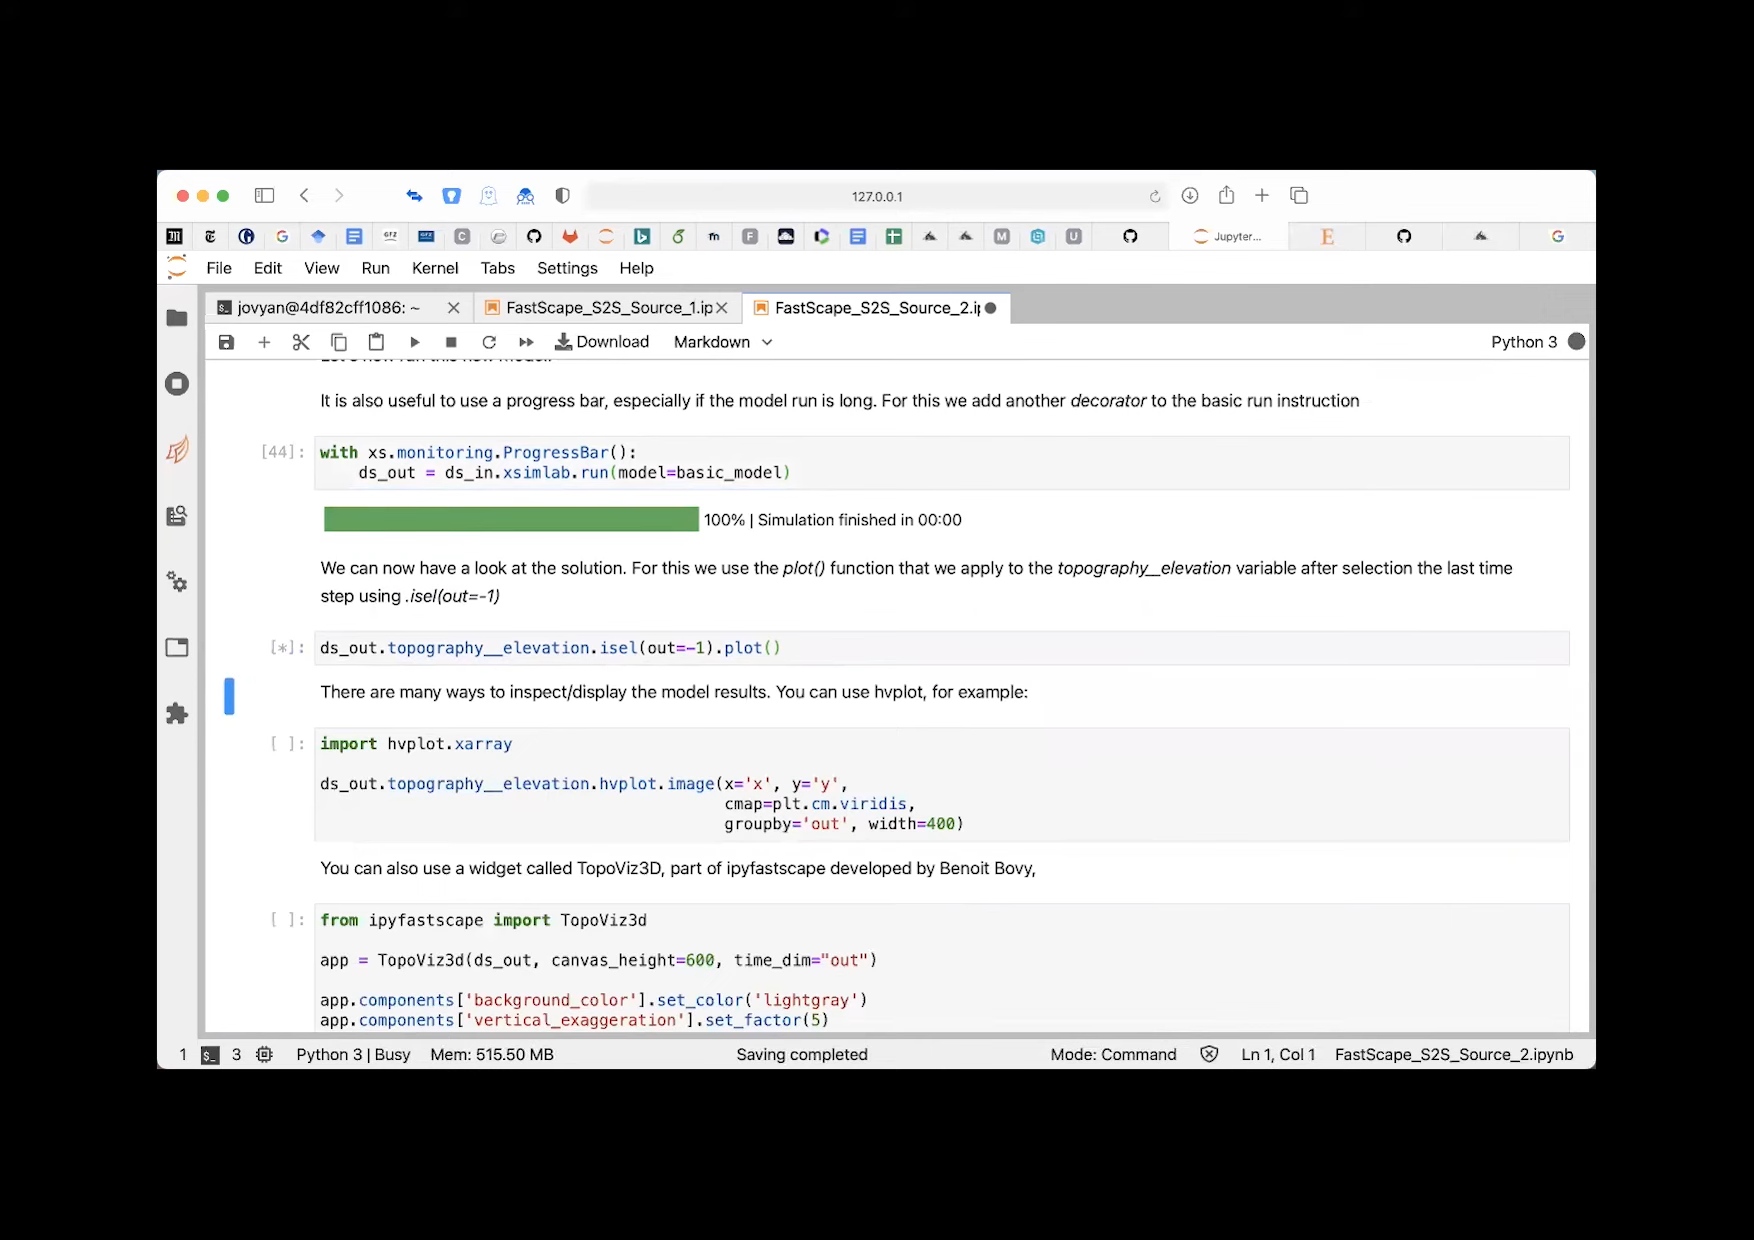 127.0.0.1
Jupyter...
File Edit View Run Kernel Tabs Settings Help
jovyan@4df82cff1086: ~
FastScape_S2S_Source_1.ip
FastScape_S2S_Source_2.ip
Download Markdown Python 3
Let's now run this new model.
It is also useful to use a progress bar, especially if the model run is long. For this we add another decorator to the basic run instruction
[44]: with xs.monitoring.ProgressBar():
ds_out = ds_in.xsimlab.run(model=basic_model)
100% | Simulation finished in 00:00
We can now have a look at the solution. For this we use the plot() function that we apply to the topography__elevation variable after selection the last time
step using .isel(out=-1)
[*]: ds_out.topography__elevation.isel(out=-1).plot()
There are many ways to inspect/display the model results. You can use hvplot, for example:
[ ]: import hvplot.xarray
ds_out.topography__elevation.hvplot.image(x='x', y='y',
cmap=plt.cm.viridis,
groupby='out', width=400)
You can also use a widget called TopoViz3D, part of ipyfastscape developed by Benoit Bovy,
[ ]: from ipyfastscape import TopoViz3d
app = TopoViz3d(ds_out, canvas_height=600, time_dim="out")
app.components['background_color'].set_color('lightgray')
app.components['vertical_exaggeration'].set_factor(5)
1 3 Python 3 | Busy Mem: 515.50 MB Saving completed Mode: Command Ln 1, Col 1 FastScape_S2S_Source_2.ipynb